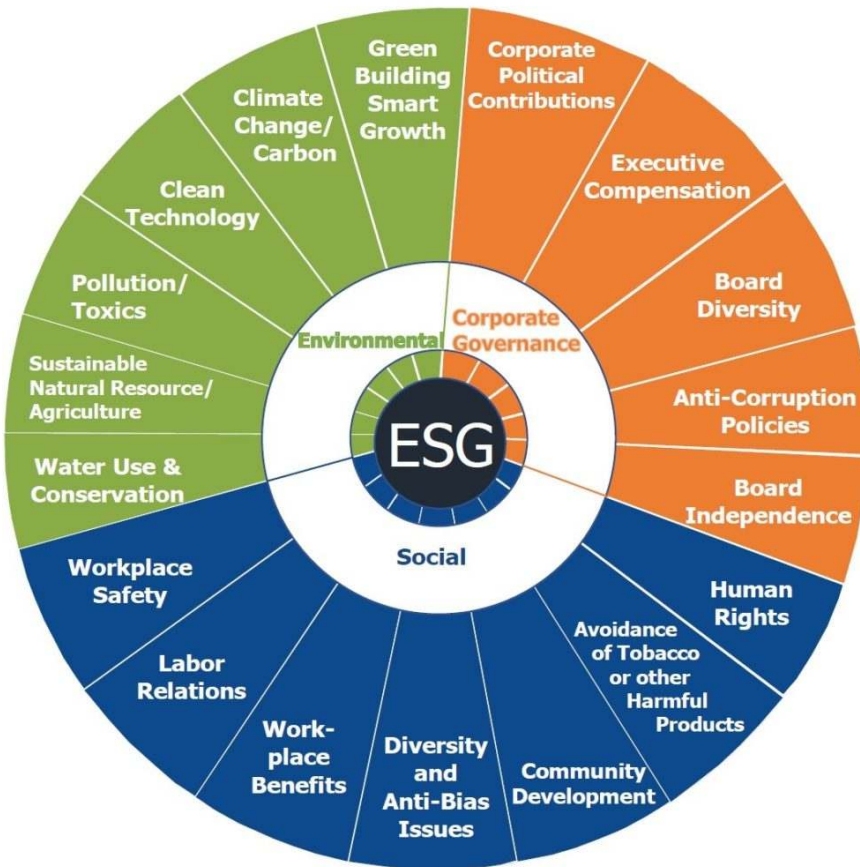 Green
Building
Smart
Growth
Corporate
Political
Contributions
Executive
Compensation
Board
Diversity
Anti-Corruption
Policies
Board
Independence
Human
Rights
Avoidance
of Tobacco
or other
Harmful
Products
Community
Development
Diversity
and
Anti-Bias
Issues
Work-
place
Benefits
Labor
Relations
Workplace
Safety
Water Use &
Conservation
Sustainable
Natural Resource/
Agriculture
Pollution/
Toxics
Clean
Technology
Climate
Change/
Carbon
Environmental
Corporate
Governance
Social
ESG